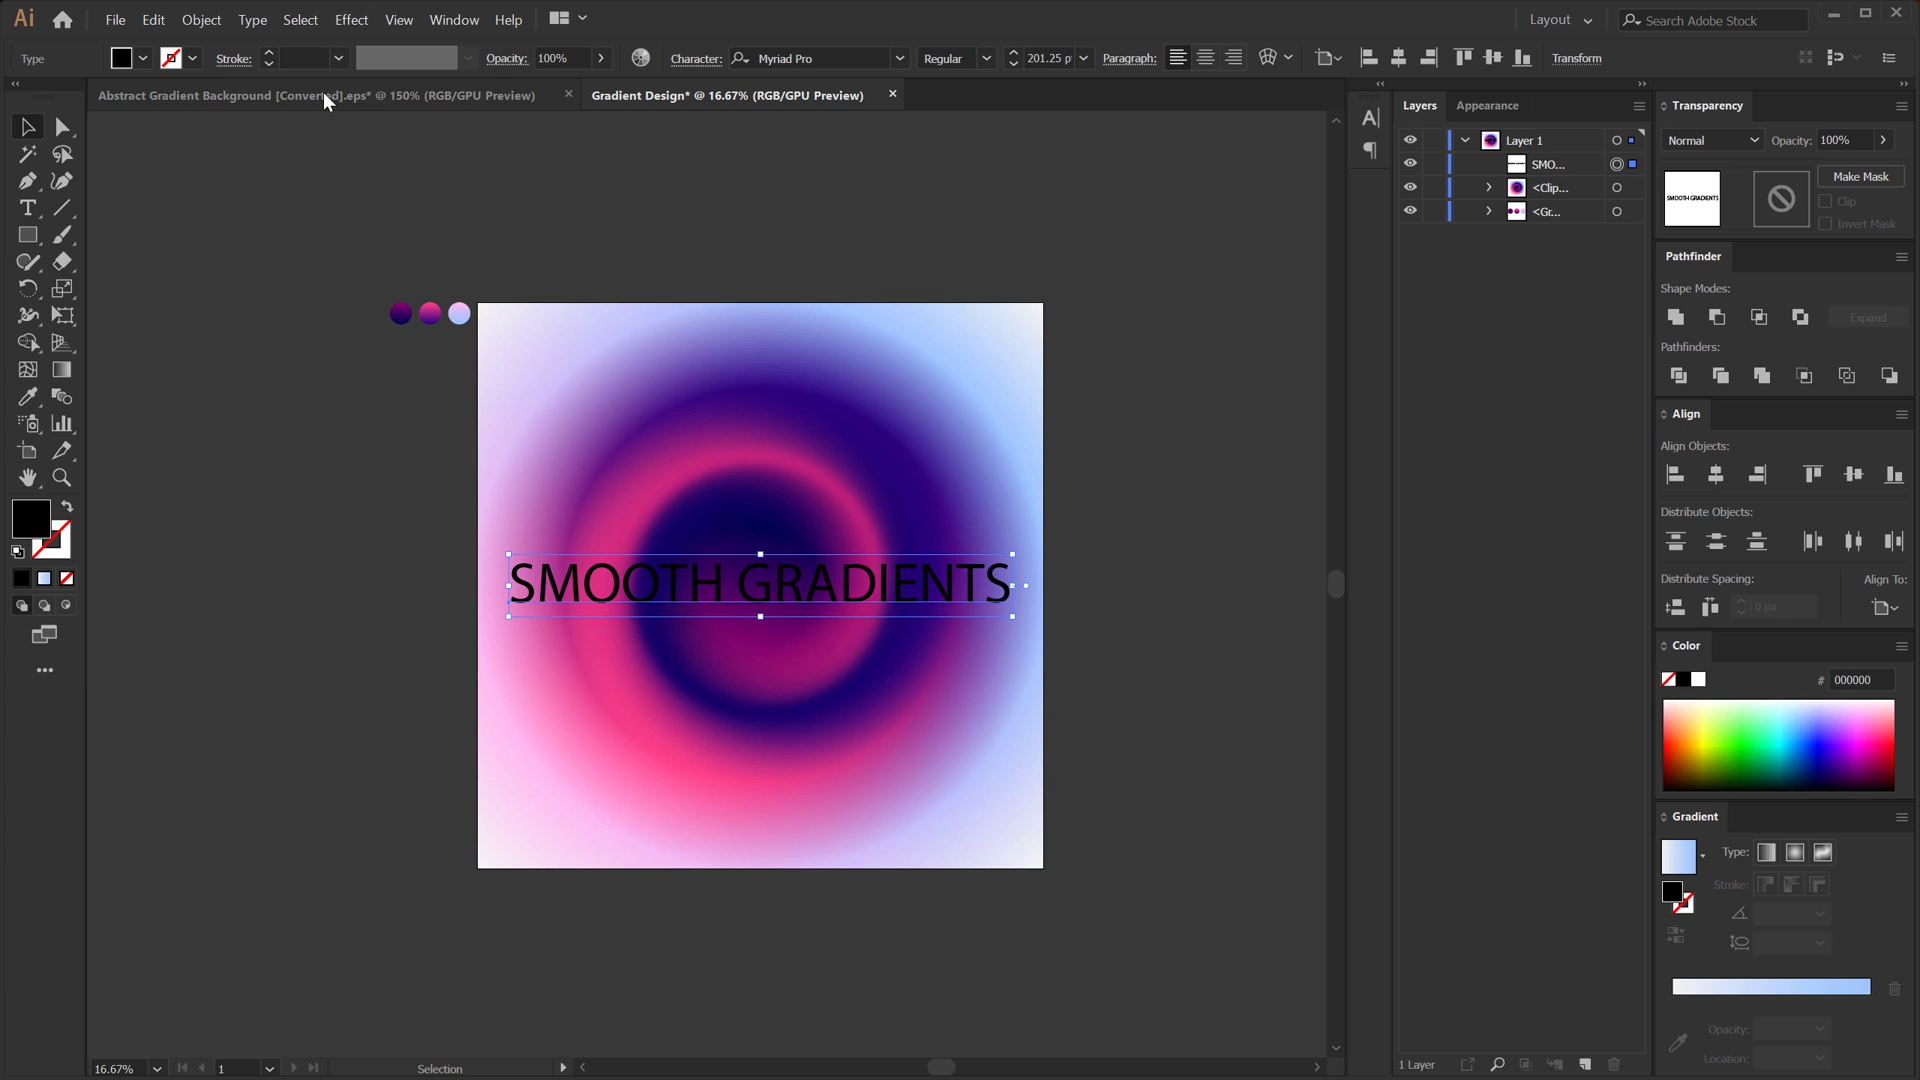 Ai File Edit Object Type Select Effect View Window Help Layout Search Adobe Stock
Type Stroke: Opacity: 100% Character: Myriad Pro Regular 201.25 p Paragraph: Transform
Abstract Gradient Background [Converted].eps* @ 150% (RGB/GPU Preview) × Gradient Design* @ 16.67% (RGB/GPU Preview) ×
SMOOTH GRADIENTS
16.67% 1 Selection
Layers Appearance
Layer 1
SMO...
<Clip...
<Gr...
1 Layer
Transparency
Normal Opacity: 100%
SMOOTH GRADIENTS
Make Mask
Clip
Invert Mask
Pathfinder
Shape Modes:
Expand
Pathfinders:
Align
Align Objects:
Distribute Objects:
Distribute Spacing: Align To:
0 px
Color
# 000000
Gradient
Type:
Stroke:
Opacity:
Location: